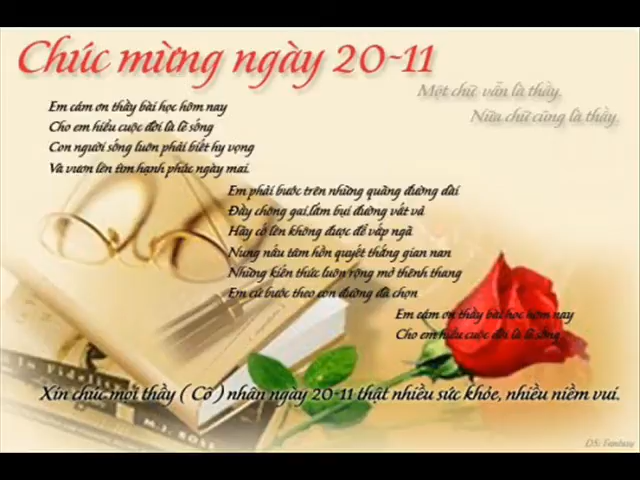 Chúc mừng ngày 20-11
Một chữ vẫn là thầy.
Nửa chữ cũng là thầy.
Em cám ơn thầy bài học hôm nay
Cho em hiểu cuộc đời là lẽ sống
Con người sống luôn phải biết hy vọng
Và vươn lên tìm hạnh phúc ngày mai.
Em phải bước trên những quãng đường dài
Đầy chông gai,lấm bụi đường vất vả
Hãy cố lên không được để vấp ngã
Nung nấu tâm hồn quyết thắng gian nan
Những kiến thức luôn rộng mở thênh thang
Em cứ bước theo con đường đã chọn
Em cám ơn thầy bài học hôm nay
Cho em hiểu cuộc đời là lẽ sống
Xin chúc mọi thầy ( Cô ) nhân ngày 20-11 thật nhiều sức khỏe, nhiều niềm vui.
M.J. ROSE
DS: Fantasy